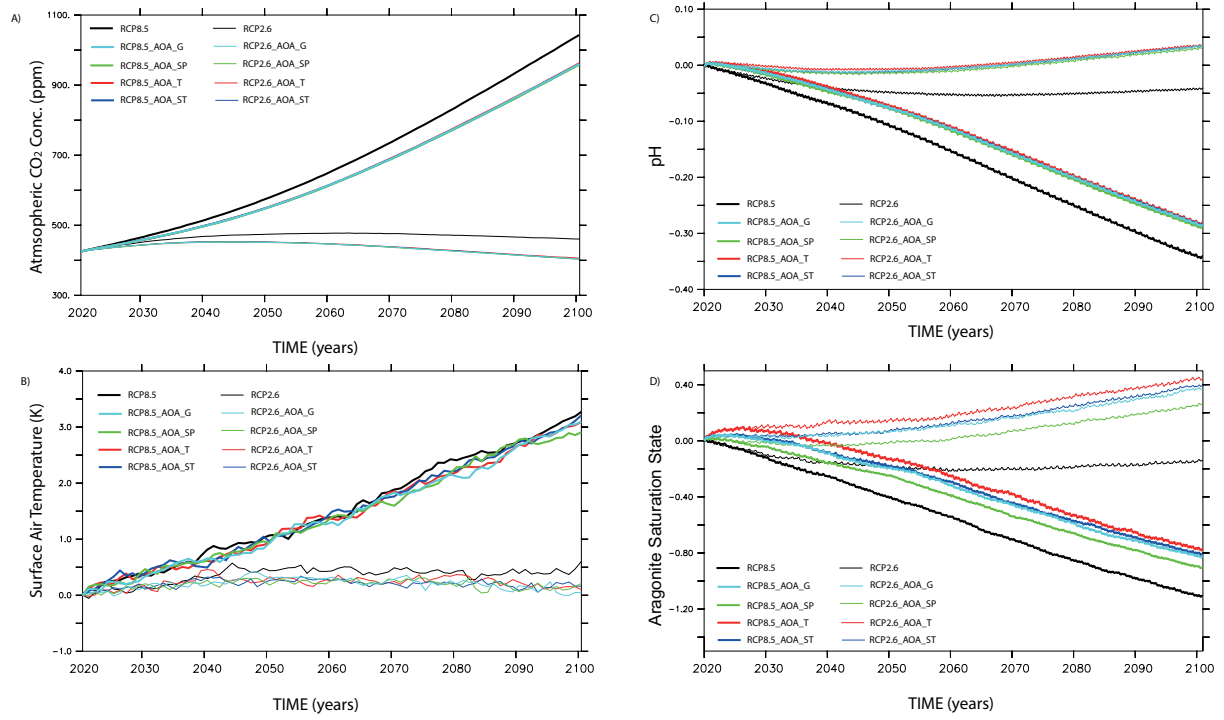 A)
1100.
900.
700.
500
300.
Atmsopheric CO₂ Conc. (ppm)
RCP8.5
RCP8.5_AOA_G
RCP8.5_AOA_SP
RCP8.5_AOA_T
RCP8.5_AOA_ST
RCP2.6
RCP2.6_AOA_G
RCP2.6_AOA_SP
RCP2.6_AOA_T
RCP2.6_AOA_ST
2020 2030 2040 2050 2060 2070 2080 2090 2100
TIME (years)
C)
0.10
0.00
−0.10
−0.20
−0.30
−0.40
pH
RCP8.5
RCP8.5_AOA_G
RCP8.5_AOA_SP
RCP8.5_AOA_T
RCP8.5_AOA_ST
RCP2.6
RCP2.6_AOA_G
RCP2.6_AOA_SP
RCP2.6_AOA_T
RCP2.6_AOA_ST
2020 2030 2040 2050 2060 2070 2080 2090 2100
TIME (years)
B)
4.0
3.0
2.0
1.0
0.0
−1.0
Surface Air Temperature (K)
RCP8.5
RCP8.5_AOA_G
RCP8.5_AOA_SP
RCP8.5_AOA_T
RCP8.5_AOA_ST
RCP2.6
RCP2.6_AOA_G
RCP2.6_AOA_SP
RCP2.6_AOA_T
RCP2.6_AOA_ST
2020 2030 2040 2050 2060 2070 2080 2090 2100
TIME (years)
D)
0.40
0.00
−0.40
−0.80
−1.20
Aragonite Saturation State
RCP8.5
RCP8.5_AOA_G
RCP8.5_AOA_SP
RCP8.5_AOA_T
RCP8.5_AOA_ST
RCP2.6
RCP2.6_AOA_G
RCP2.6_AOA_SP
RCP2.6_AOA_T
RCP2.6_AOA_ST
2020 2030 2040 2050 2060 2070 2080 2090 2100
TIME (years)